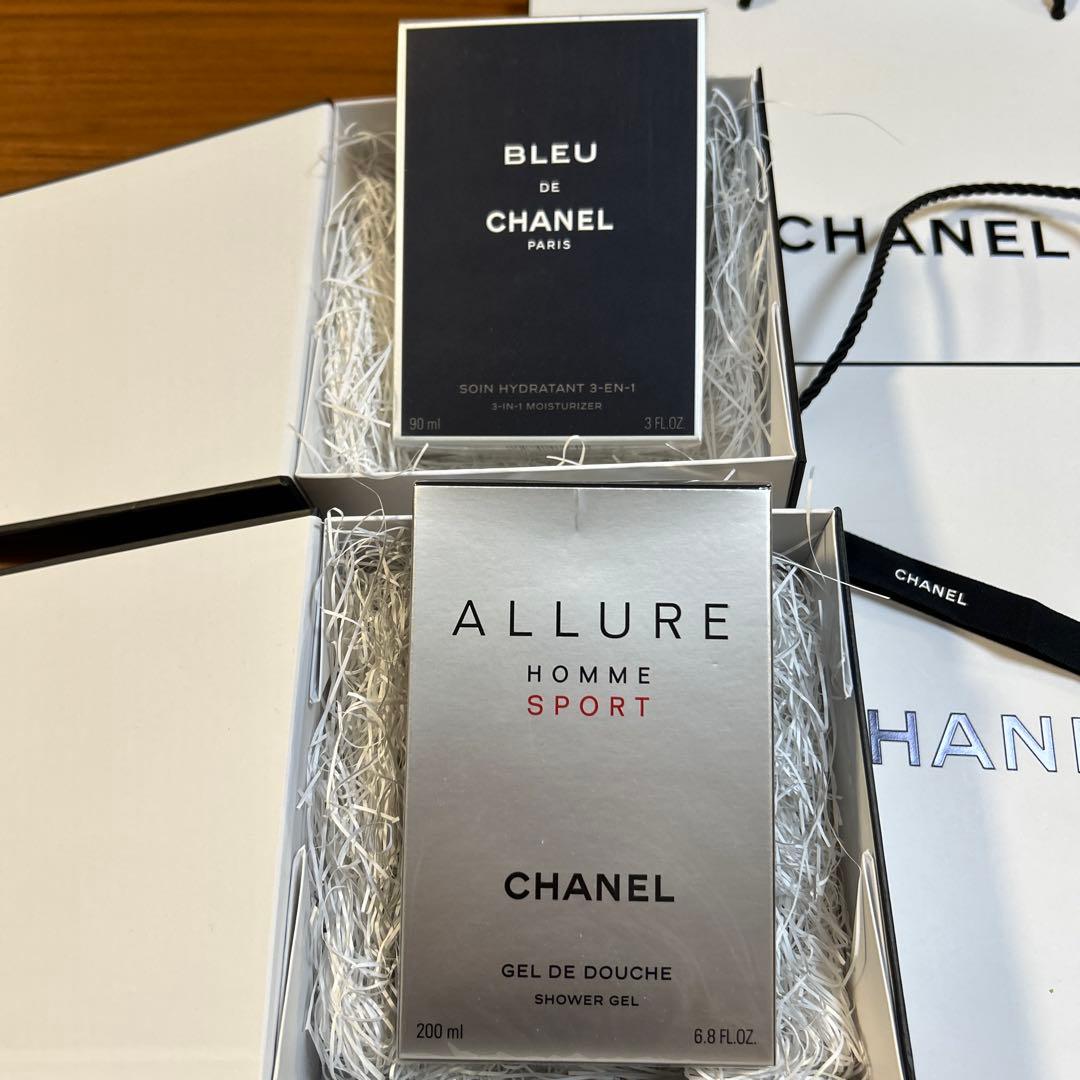 BLEU
DE
CHANEL
PARIS
SOIN HYDRATANT 3-EN-1
3-IN-1 MOISTURIZER
90 ml 3 FL.OZ.
CHANEL
CHANEL
ALLURE
HOMME
SPORT
CHANEL
GEL DE DOUCHE
SHOWER GEL
200 ml 6.8 FL.OZ.
HAN